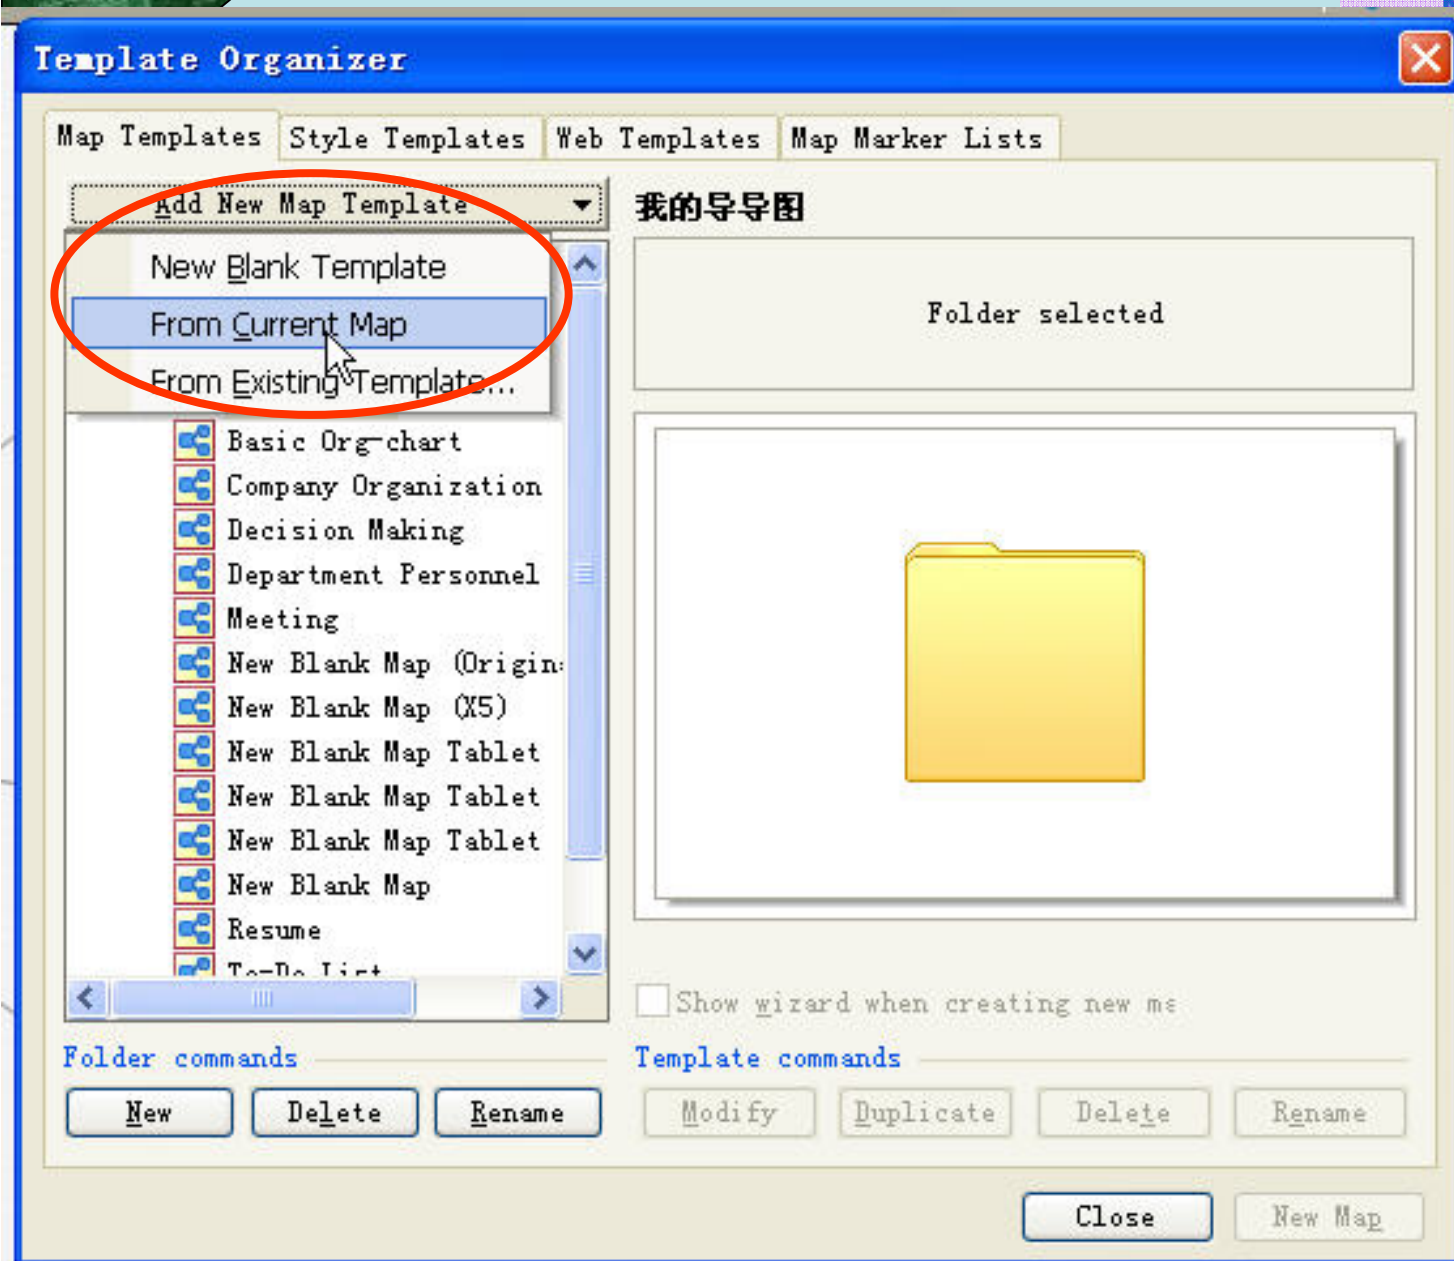 Template Organizer
Map Templates
Style Templates
Web Templates
Map Marker Lists
Add New Map Template
New Blank Template
From Current Map
From Existing Template...
Basic Org-chart
Company Organization
Decision Making
Department Personnel
Meeting
New Blank Map (Origin
New Blank Map (X5)
New Blank Map Tablet
New Blank Map Tablet
New Blank Map Tablet
New Blank Map
Resume
To-Do List
我的导导图
Folder selected
Show wizard when creating new ma
Folder commands
New
Delete
Rename
Template commands
Modify
Duplicate
Delete
Rename
Close
New Map